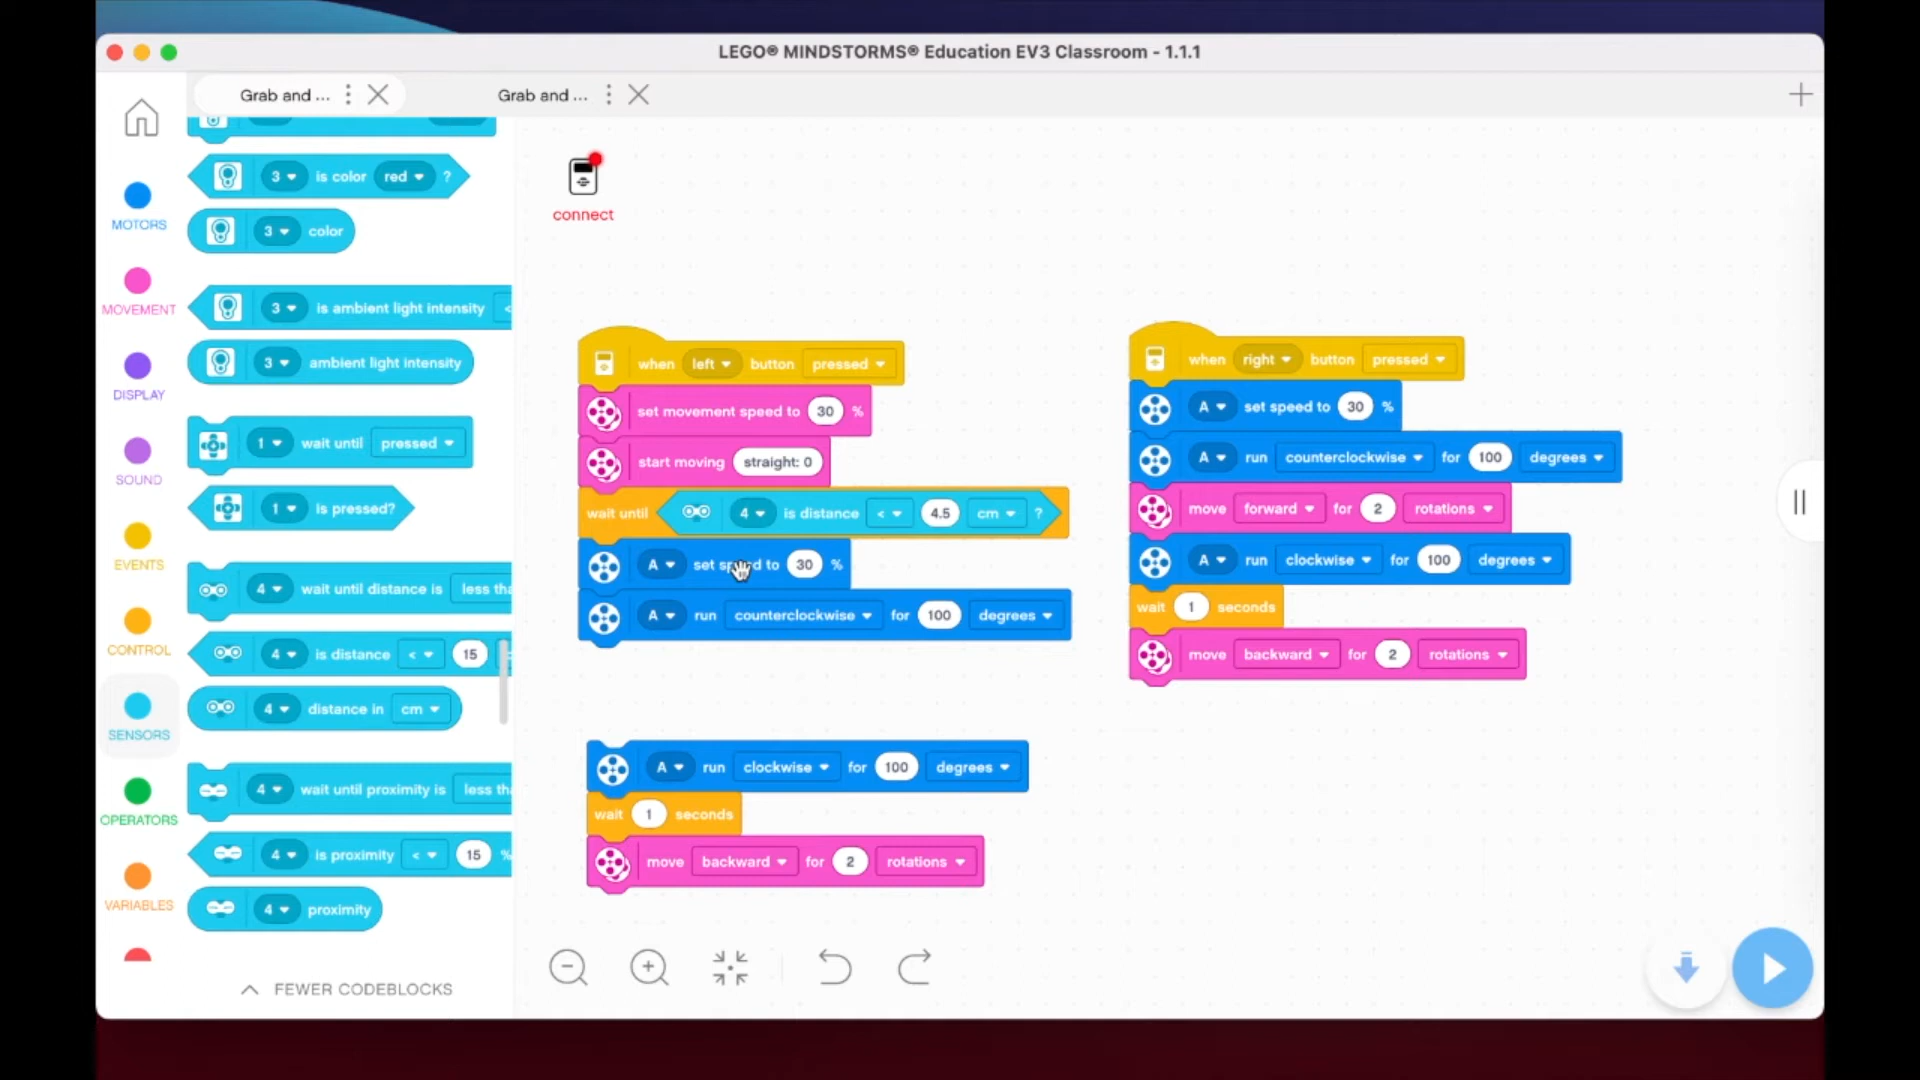 LEGO® MINDSTORMS® Education EV3 Classroom - 1.1.1
Grab and ...
Grab and ...
MOTORS
MOVEMENT
DISPLAY
SOUND
EVENTS
CONTROL
SENSORS
OPERATORS
VARIABLES
3 is color red ?
3 color
3 is ambient light intensity <
3 ambient light intensity
1 wait until pressed
1 is pressed?
4 wait until distance is less tha
4 is distance < 15
4 distance in cm
4 wait until proximity is less tha
4 is proximity < 15 %
4 proximity
FEWER CODEBLOCKS
connect
when left button pressed
set movement speed to 30 %
start moving straight: 0
wait until 4 is distance < 4.5 cm ?
A set speed to 30 %
A run counterclockwise for 100 degrees
A run clockwise for 100 degrees
wait 1 seconds
move backward for 2 rotations
when right button pressed
A set speed to 30 %
A run counterclockwise for 100 degrees
move forward for 2 rotations
A run clockwise for 100 degrees
wait 1 seconds
move backward for 2 rotations